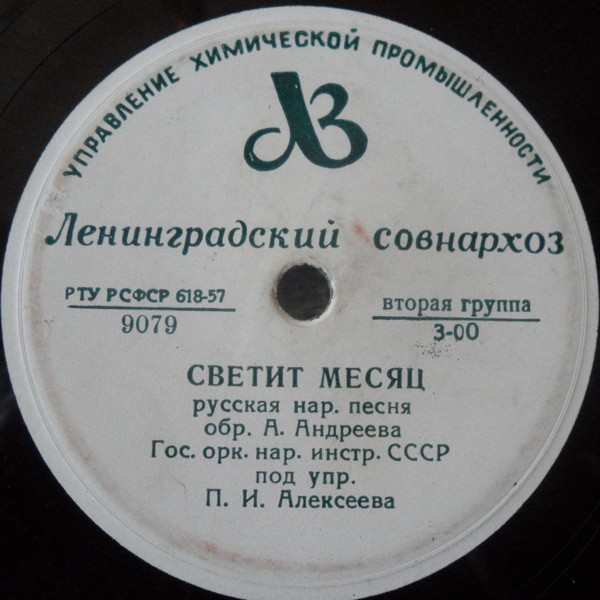 УПРАВЛЕНИЕ ХИМИЧЕСКОЙ ПРОМЫШЛЕННОСТИ
ЛЗ
Ленинградский совнархоз
РТУ РСФСР 618-57
9079
вторая группа
3-00
СВЕТИТ МЕСЯЦ
русская нар. песня
обр. А. Андреева
Гос. орк. нар. инстр. СССР
под упр.
П. И. Алексеева